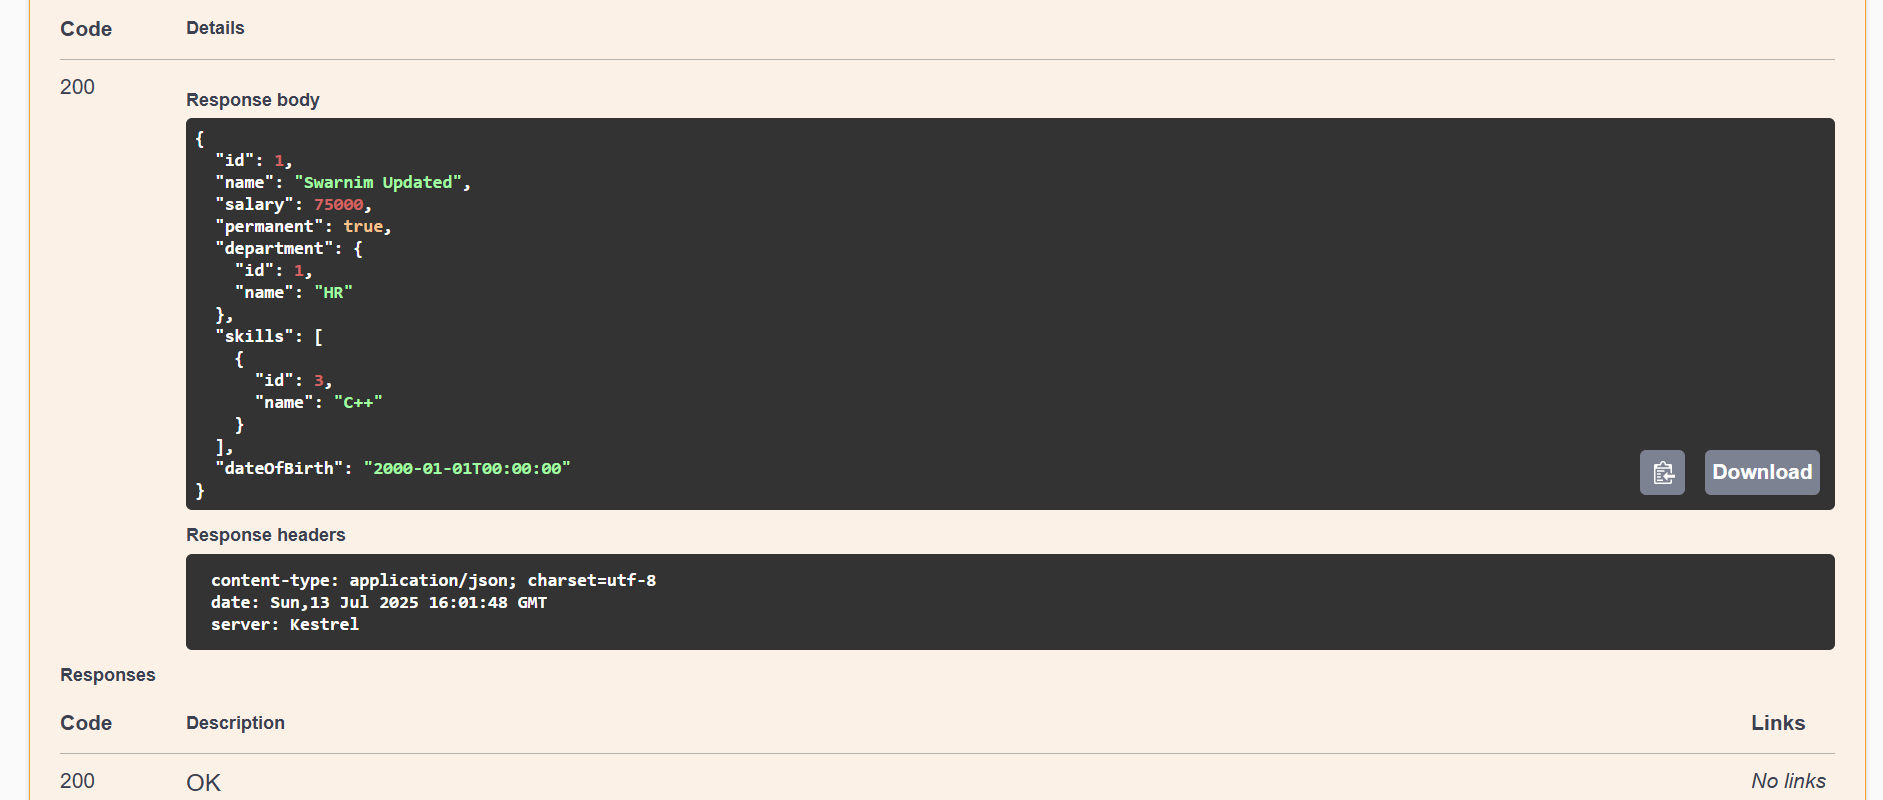 Code Details
200
Response body
{
  "id": 1,
  "name": "Swarnim Updated",
  "salary": 75000,
  "permanent": true,
  "department": {
    "id": 1,
    "name": "HR"
  },
  "skills": [
    {
      "id": 3,
      "name": "C++"
    }
  ],
  "dateOfBirth": "2000-01-01T00:00:00"
}
Download
Response headers
content-type: application/json; charset=utf-8
date: Sun,13 Jul 2025 16:01:48 GMT
server: Kestrel
Responses
Code Description Links
200 OK No links